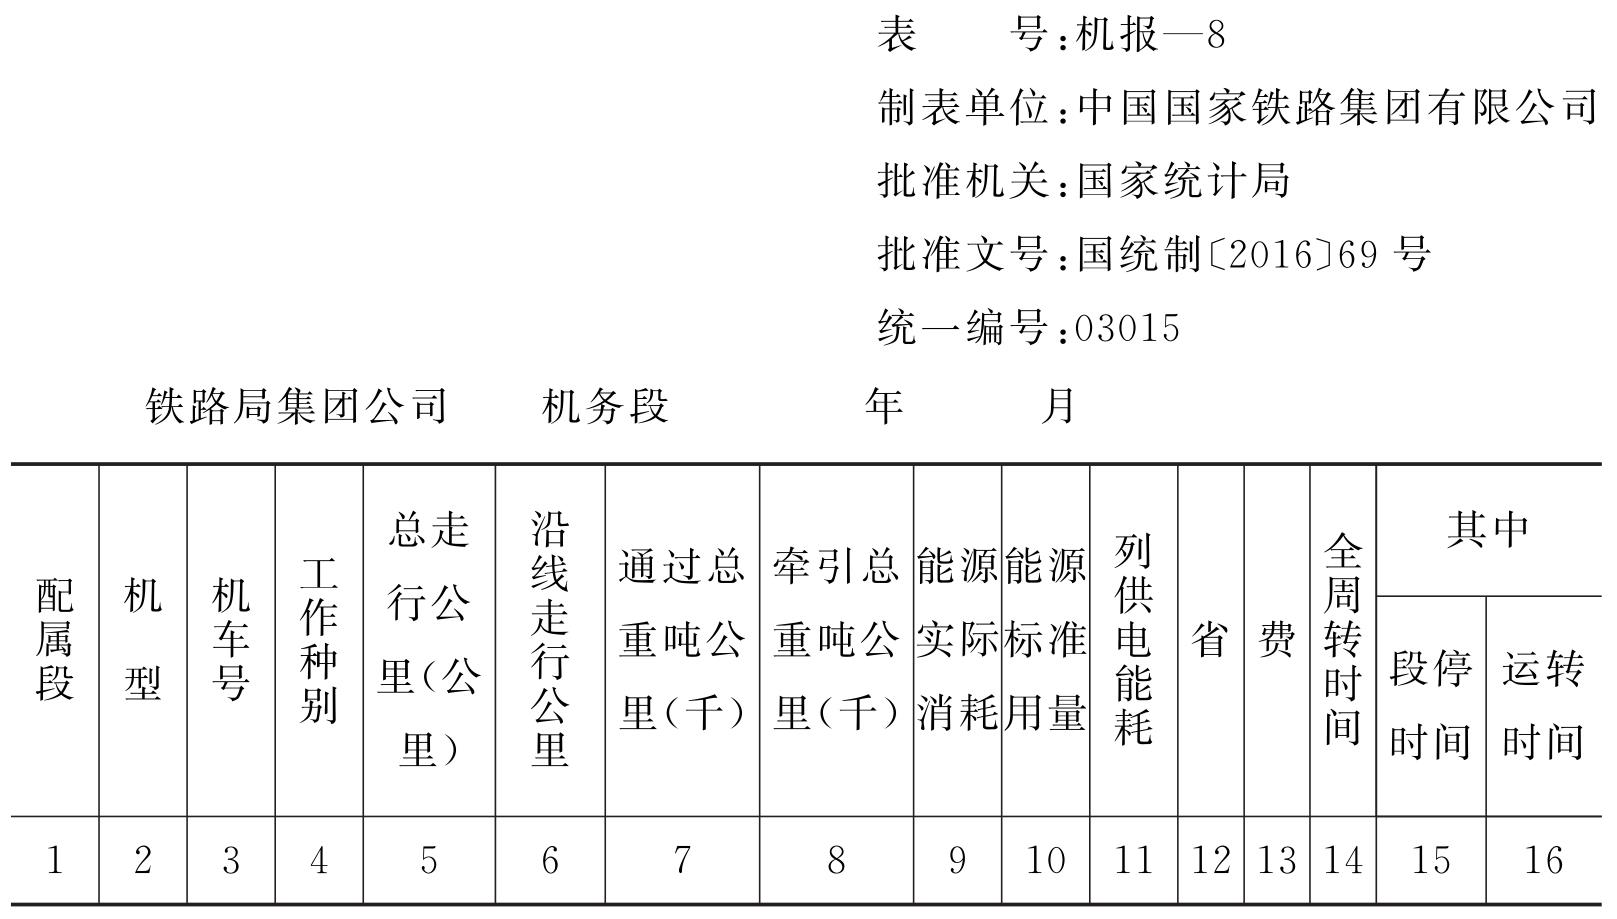 表 号:机报—8
制表单位:中国国家铁路集团有限公司
批准机关:国家统计局
批准文号:国统制〔2016〕69 号
统一编号:03015
铁路局集团公司 机务段 年 月
配属段
机型
机车号
工作种别
总走
行公
里(公
里)
沿线走行公里
通过总
重吨公
里(千)
牵引总
重吨公
里(千)
能源
实际
消耗
能源
标准
用量
列供电能耗
省
费
全周转时间
其中
段停
时间
运转
时间
1 2 3 4 5 6 7 8 9 10 11 12 13 14 15 16